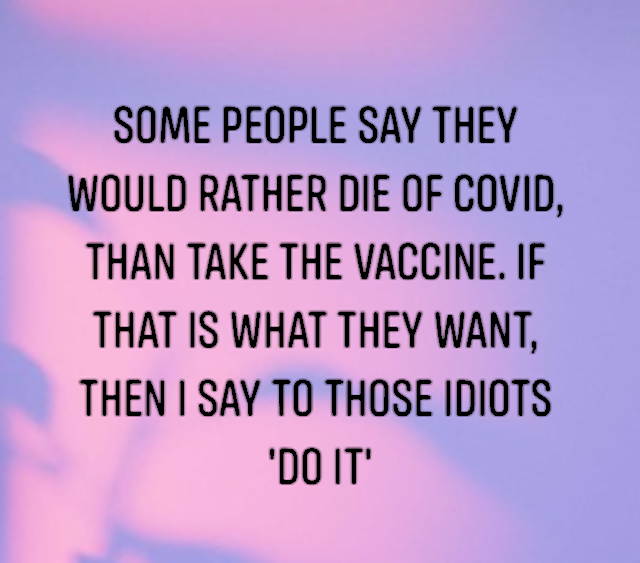 SOME PEOPLE SAY THEY
WOULD RATHER DIE OF COVID,
THAN TAKE THE VACCINE. IF
THAT IS WHAT THEY WANT,
THEN I SAY TO THOSE IDIOTS
'DO IT'